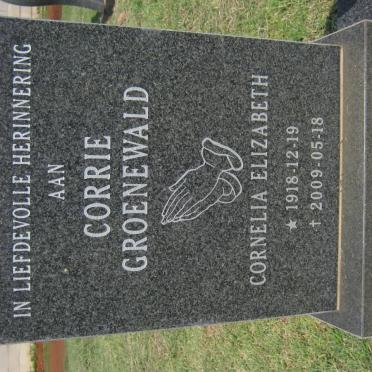 IN LIEFDEVOLLE HERINNERING
AAN
CORRIE
GROENEWALD
CORNELIA ELIZABETH
★ 1918-12-19
† 2009-05-18